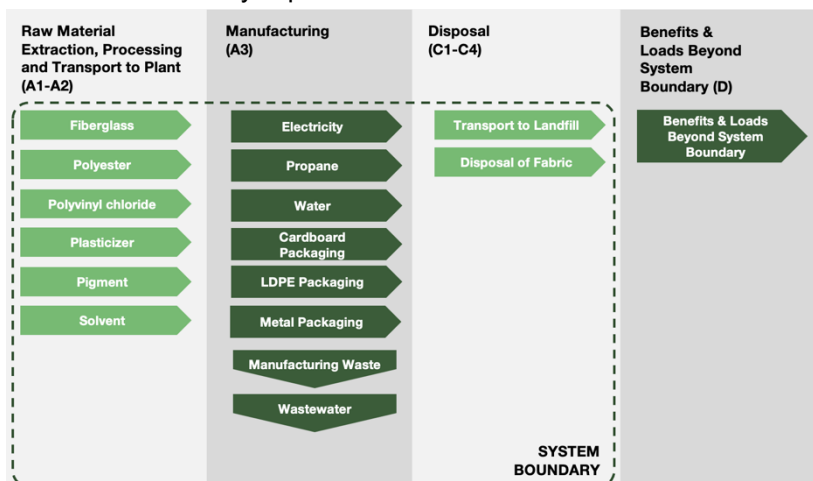 Raw Material
Extraction, Processing
and Transport to Plant
(A1-A2)
Fiberglass
Polyester
Polyvinyl chloride
Plasticizer
Pigment
Solvent
Manufacturing
(A3)
Electricity
Propane
Water
Cardboard
Packaging
LDPE Packaging
Metal Packaging
Manufacturing Waste
Wastewater
Disposal
(C1-C4)
Transport to Landfill
Disposal of Fabric
SYSTEM
BOUNDARY
Benefits &
Loads Beyond
System
Boundary (D)
Benefits & Loads
Beyond System
Boundary